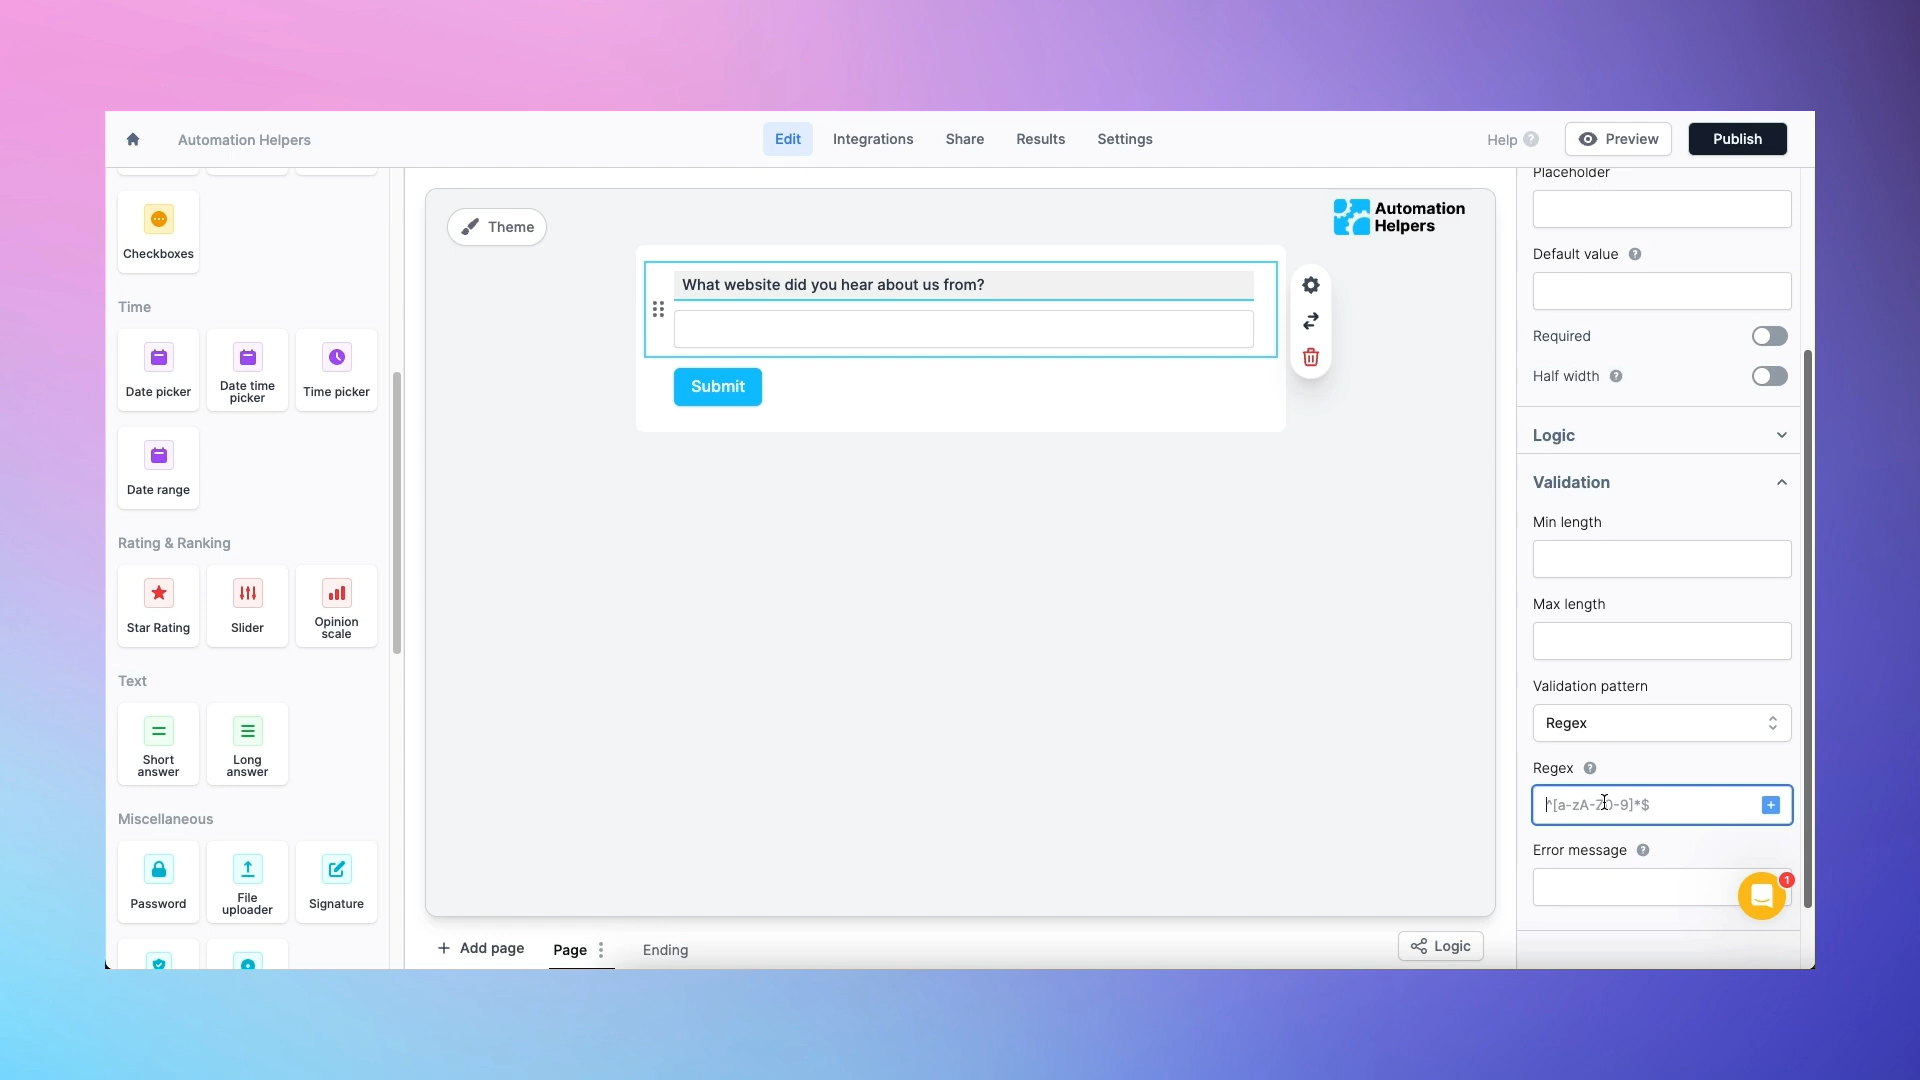 Automation Helpers
Edit
Integrations
Share
Results
Settings
Help ?
Preview
Publish
Checkboxes
Time
Date picker
Date time
picker
Time picker
Date range
Rating & Ranking
Star Rating
Slider
Opinion
scale
Text
Short
answer
Long
answer
Miscellaneous
Password
File
uploader
Signature
Theme
Automation
Helpers
What website did you hear about us from?
Submit
+ Add page
Page
Ending
Logic
Placeholder
Default value ?
Required
Half width ?
Logic
Validation
Min length
Max length
Validation pattern
Regex
Regex ?
^[a-zA-Z0-9]*$
+
Error message ?
1